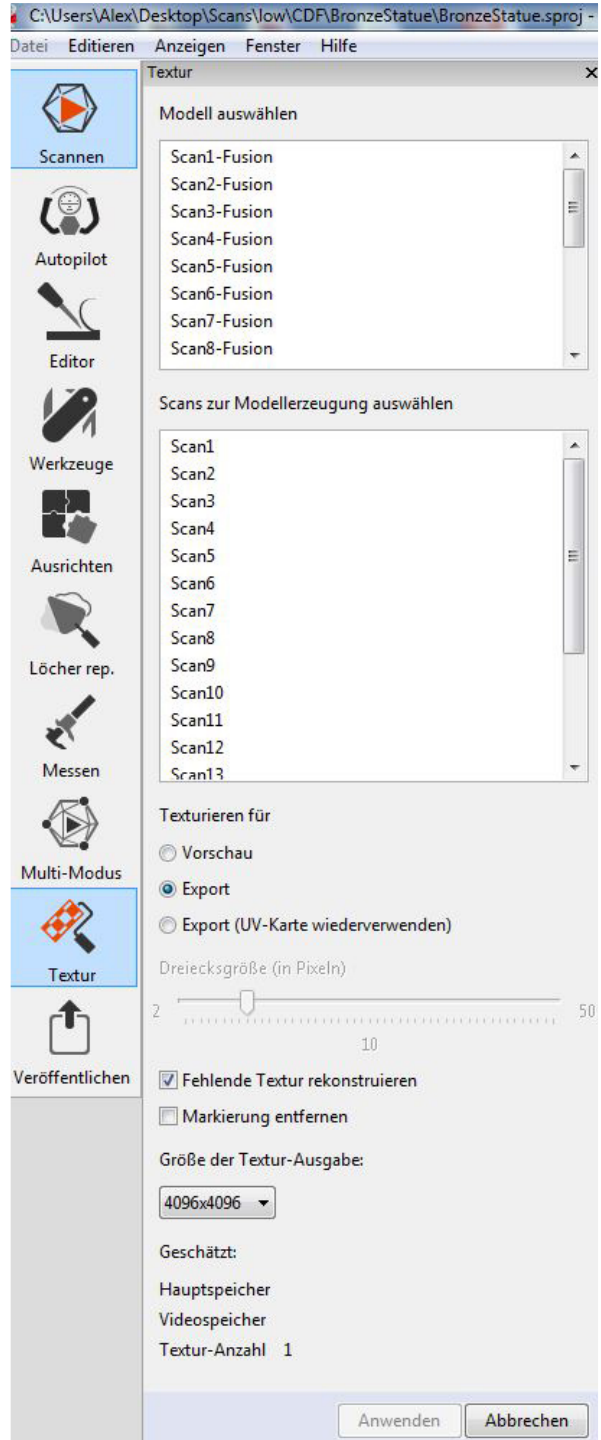 C:\Users\Alex\Desktop\Scans\low\CDF\BronzeStatue\BronzeStatue.sproj -
Datei Editieren Anzeigen Fenster Hilfe
Scannen
Autopilot
Editor
Werkzeuge
Ausrichten
Löcher rep.
Messen
Multi-Modus
Textur
Veröffentlichen
Textur
Modell auswählen
Scan1-Fusion
Scan2-Fusion
Scan3-Fusion
Scan4-Fusion
Scan5-Fusion
Scan6-Fusion
Scan7-Fusion
Scan8-Fusion
Scans zur Modellerzeugung auswählen
Scan1
Scan2
Scan3
Scan4
Scan5
Scan6
Scan7
Scan8
Scan9
Scan10
Scan11
Scan12
Scan13
Texturieren für
Vorschau
Export
Export (UV-Karte wiederverwenden)
Dreiecksgröße (in Pixeln)
2 50
10
Fehlende Textur rekonstruieren
Markierung entfernen
Größe der Textur-Ausgabe:
4096x4096
Geschätzt:
Hauptspeicher
Videospeicher
Textur-Anzahl 1
Anwenden Abbrechen